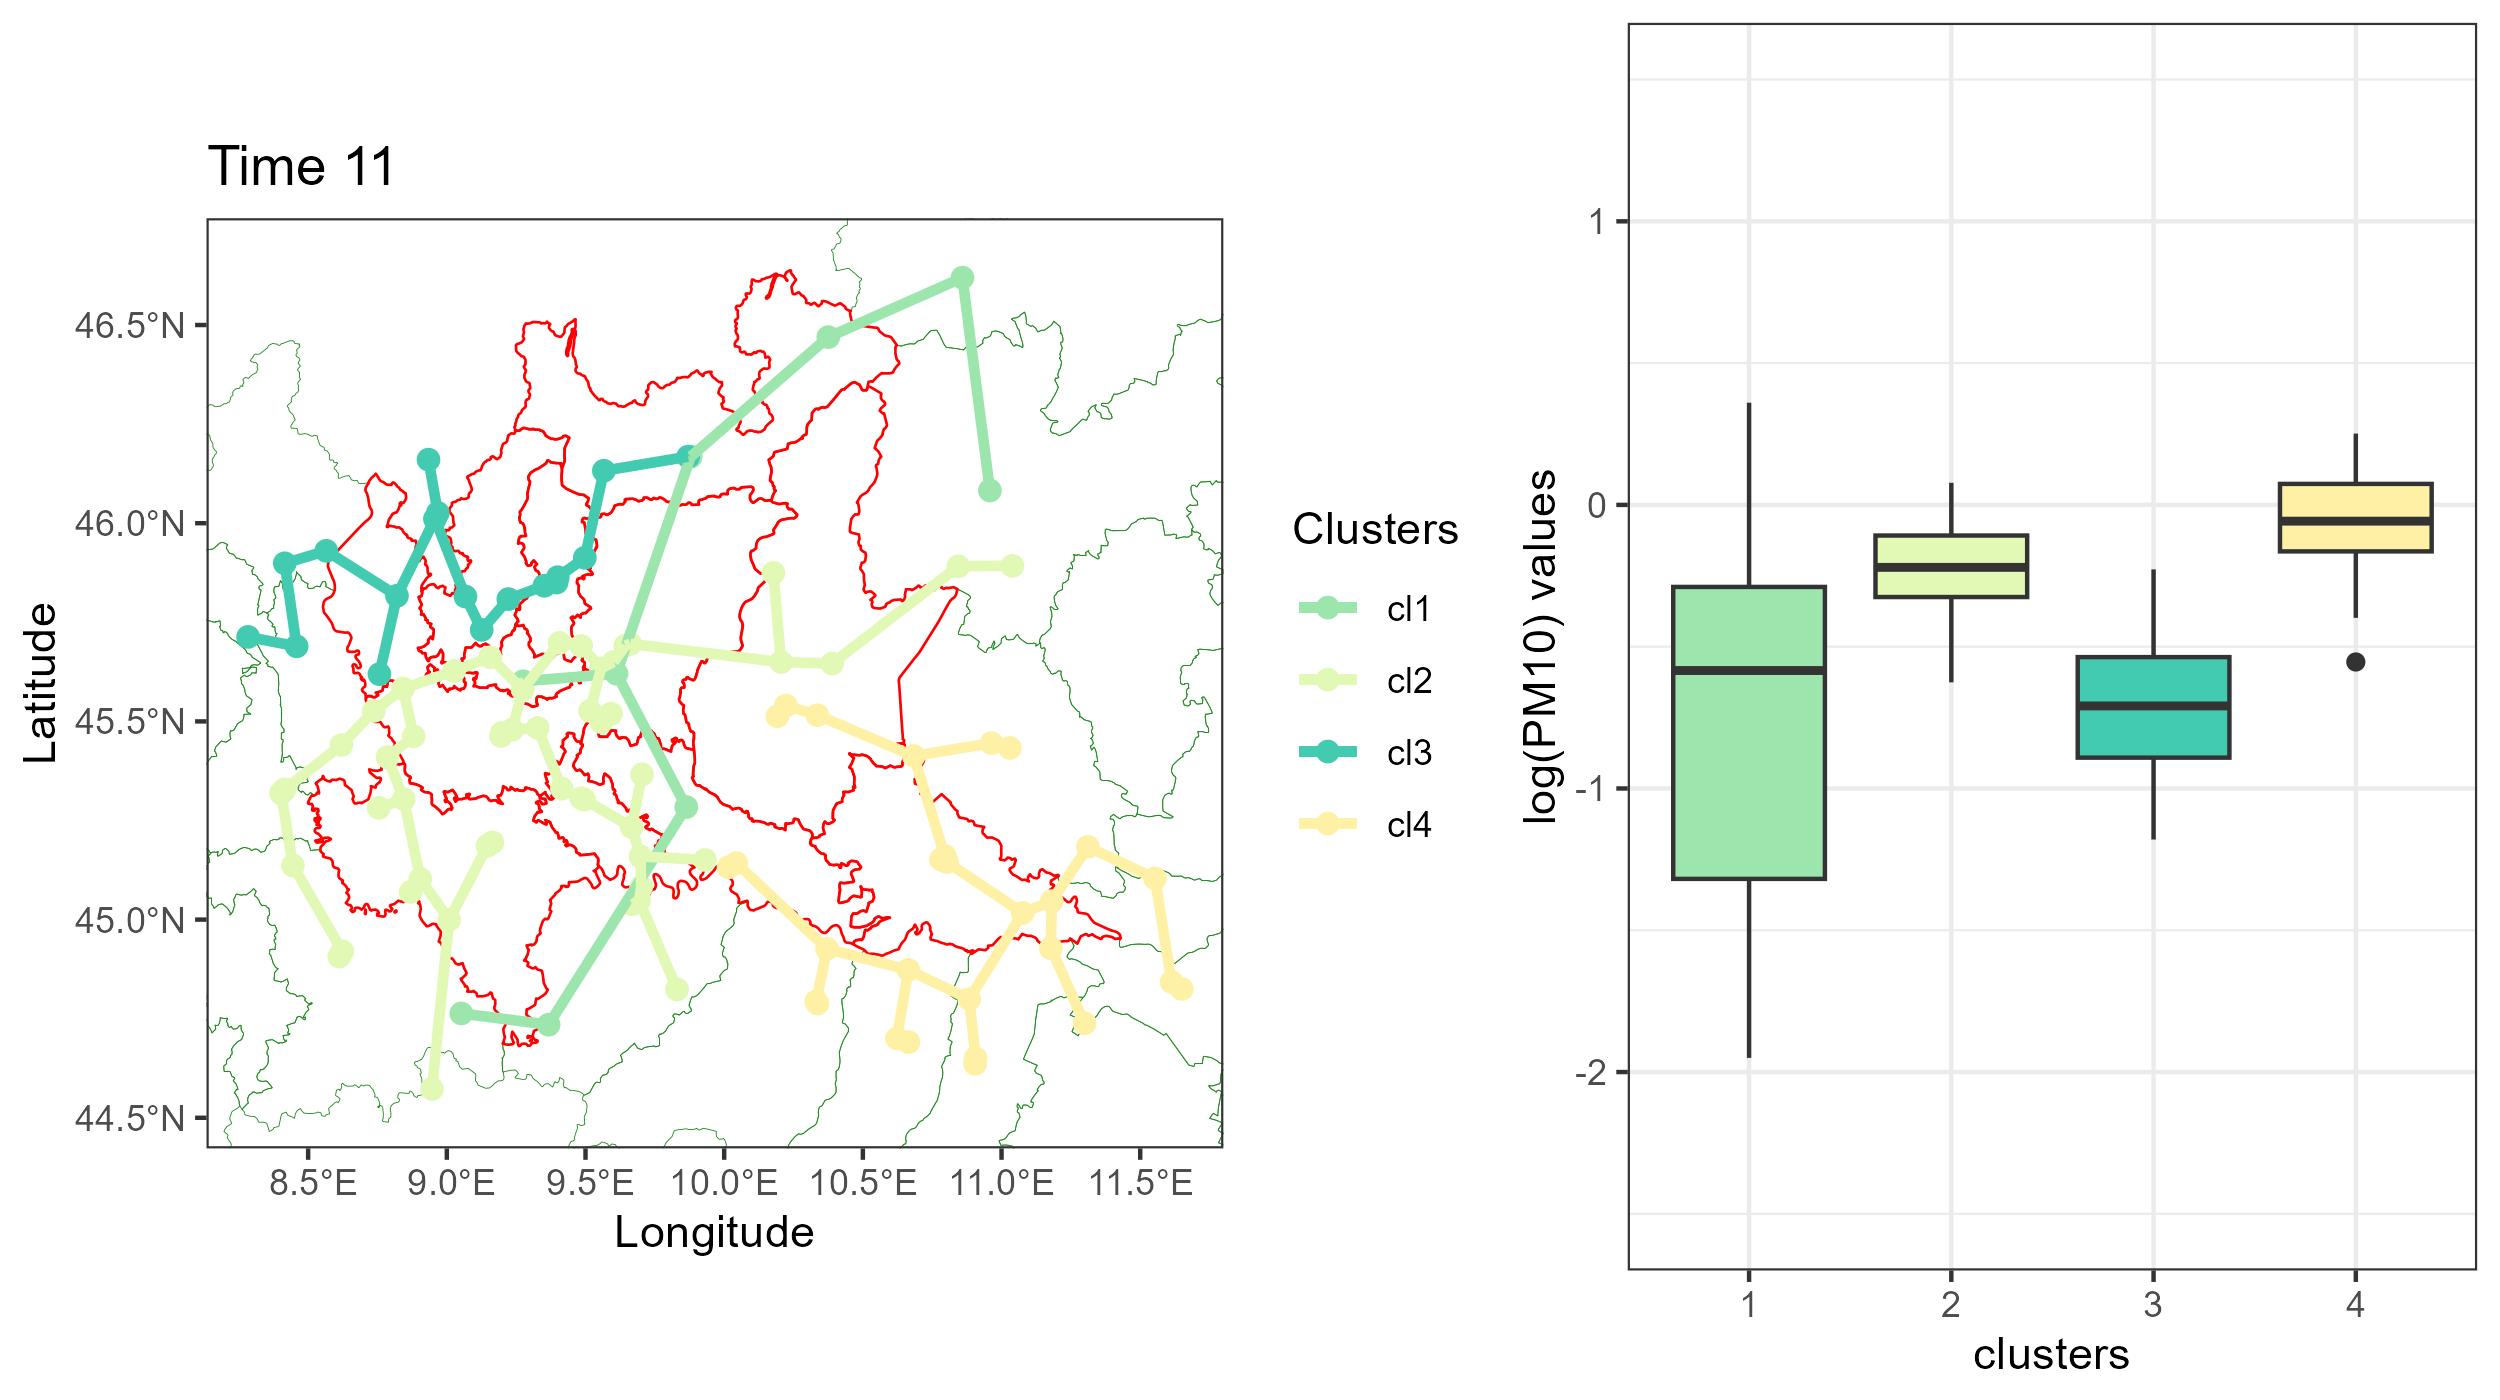 Time 11
46.5°N
46.0°N
45.5°N
45.0°N
44.5°N
Latitude
8.5°E 9.0°E 9.5°E 10.0°E 10.5°E 11.0°E 11.5°E
Longitude
Clusters
cl1
cl2
cl3
cl4
log(PM10) values
1
0
-1
-2
1 2 3 4
clusters